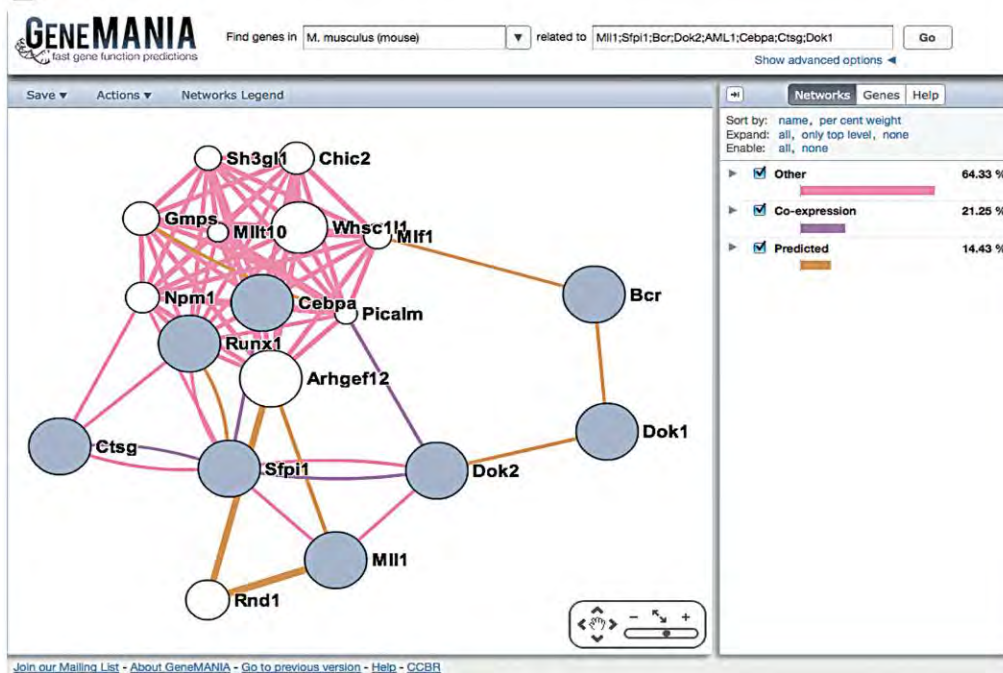 GENEMANIA
fast gene function predictions
Find genes in M. musculus (mouse) related to Mll1;Sfpi1;Bcr;Dok2;AML1;Cebpa;Ctsg;Dok1 Go
Show advanced options
Save Actions Networks Legend
Networks Genes Help
Sort by: name, per cent weight
Expand: all, only top level, none
Enable: all, none
Other 64.33 %
Co-expression 21.25 %
Predicted 14.43 %
Sh3gl1 Chic2
Gmps Mllt10 Whsc1l1 Mlf1
Npm1 Cebpa Picalm Bcr
Runx1
Arhgef12
Ctsg Sfpi1 Dok2 Dok1
Mll1
Rnd1
Join our Mailing List - About GeneMANIA - Go to previous version - Help - CCBR